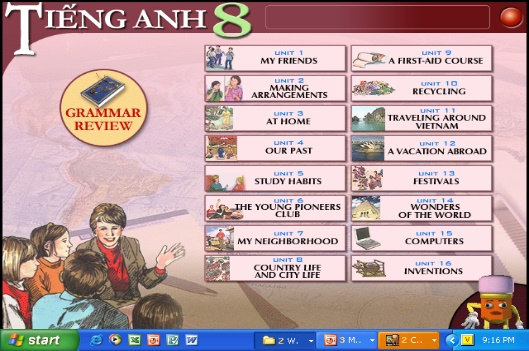 TIẾNG ANH 8
GRAMMAR
REVIEW
UNIT 1
MY FRIENDS
UNIT 2
MAKING
ARRANGEMENTS
UNIT 3
AT HOME
UNIT 4
OUR PAST
UNIT 5
STUDY HABITS
UNIT 6
THE YOUNG PIONEERS
CLUB
UNIT 7
MY NEIGHBORHOOD
UNIT 8
COUNTRY LIFE
AND CITY LIFE
UNIT 9
A FIRST-AID COURSE
UNIT 10
RECYCLING
UNIT 11
TRAVELING AROUND
VIETNAM
UNIT 12
A VACATION ABROAD
UNIT 13
FESTIVALS
UNIT 14
WONDERS
OF THE WORLD
UNIT 15
COMPUTERS
UNIT 16
INVENTIONS
start
2 W.
3 M..
2 C..
V
9:16 PM